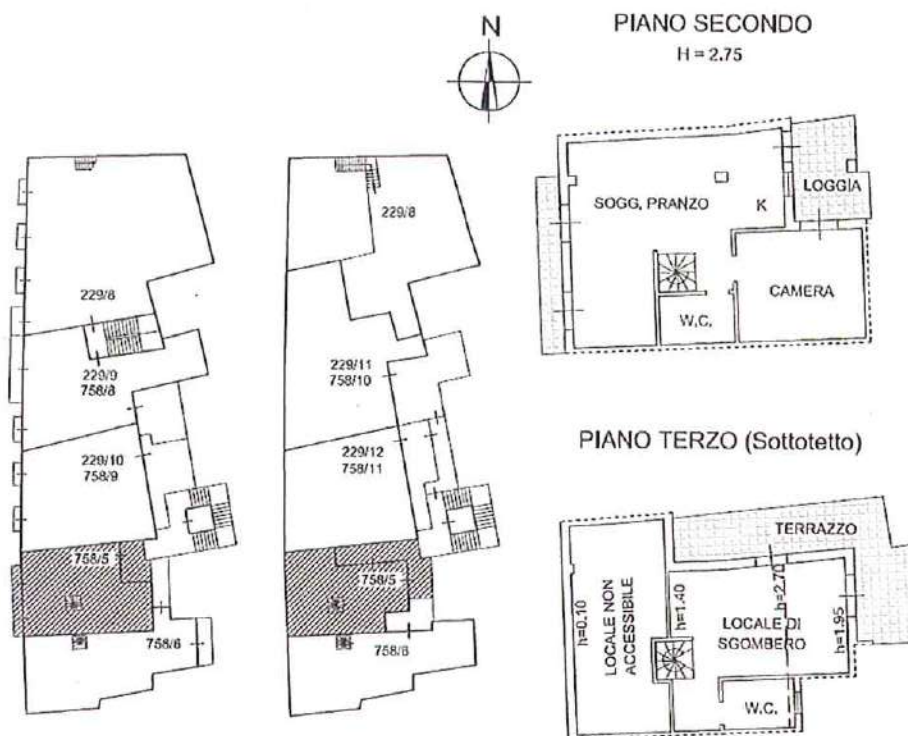 N
PIANO SECONDO
H = 2.75
229/8
229/9
758/8
229/10
758/9
758/5
758/6
229/8
229/11
758/10
229/12
758/11
758/5
758/6
SOGG. PRANZO
K
LOGGIA
W.C.
CAMERA
PIANO TERZO (Sottotetto)
TERRAZZO
h=0.10
LOCALE NON
ACCESSIBILE
h=1.40
h=2.70
h=1.95
LOCALE DI
SGOMBERO
W.C.